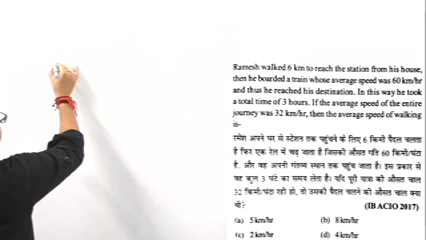 Ramesh walked 6 km to reach the station from his house,
then he boarded a train whose average speed was 60 km/hr
and thus he reached his destination. In this way he took
a total time of 3 hours. If the average speed of the entire
journey was 32 km/hr, then the average speed of walking
is-
रमेश अपने घर से स्टेशन तक पहुंचने के लिए 6 किमी पैदल चलता
है फिर एक रेल में चढ़ जाता है जिसकी औसत गति 60 किमी/घंटा
है, और वह अपनी गंतव्य स्थान तक पहुंच जाता है। इस प्रकार से
वह कुल 3 घंटे का समय लेता है। यदि पूरी यात्रा की औसत चाल
32 किमी/घंटा रही हो, तो उसकी पैदल चलने की औसत चाल क्या
थी?
(IB ACIO 2017)
(a) 5 km/hr (b) 8 km/hr
(c) 2 km/hr (d) 4 km/hr